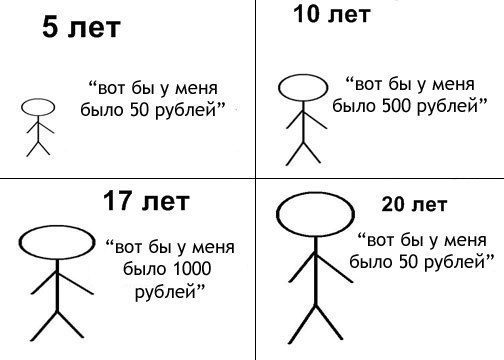 5 лет
“вот бы у меня
было 50 рублей”
10 лет
“вот бы у меня
было 500 рублей”
17 лет
“вот бы у меня
было 1000
рублей”
20 лет
“вот бы у меня
было 50 рублей”